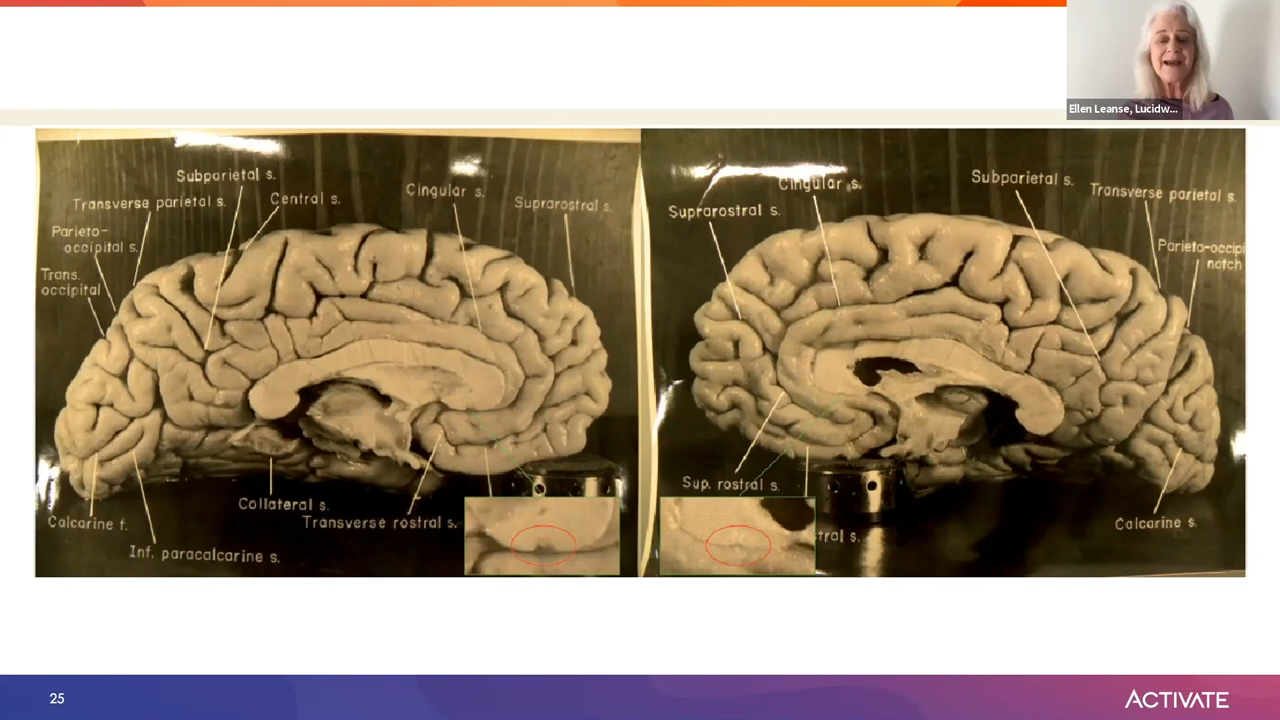 Ellen Leanse, Lucidw...
Subparietal s.
Transverse parietal s.
Central s.
Cingular s.
Suprarostral s.
Parieto-
occipital s.
Trans.
occipital
Calcarine f.
Inf. paracalcarine s.
Collateral s.
Transverse rostral s.
Cingular s.
Suprarostral s.
Subparietal s.
Transverse parietal s.
Parieto-occipi
notch
Sup. rostral s.
stral s.
Calcarine s.
25
ACTIVATE